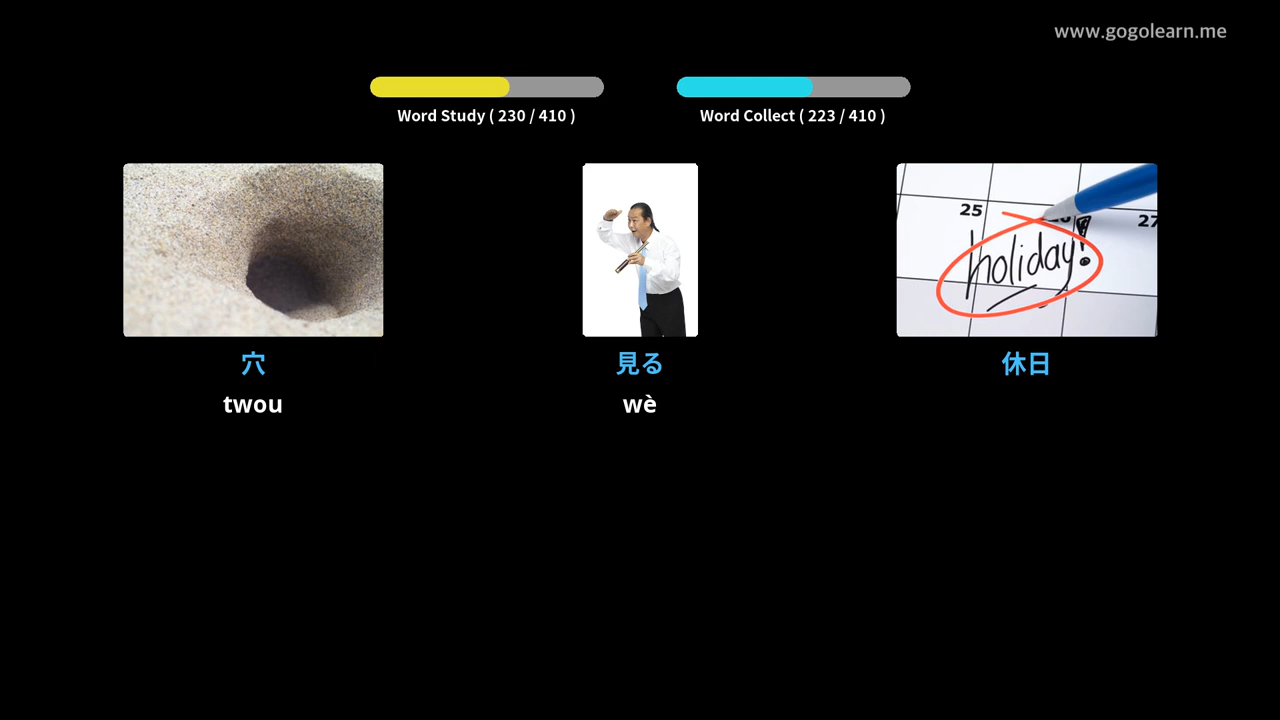 www.gogolearn.me
Word Study ( 230 / 410 )
Word Collect ( 223 / 410 )
25
27
holiday!
穴
見る
休日
twou
wè